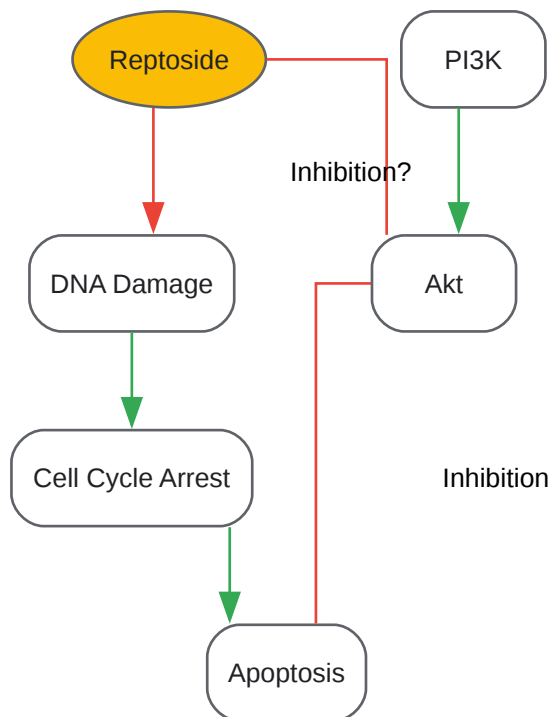 Reptoside
PI3K
Inhibition?
DNA Damage
Akt
Cell Cycle Arrest
Inhibition
Apoptosis